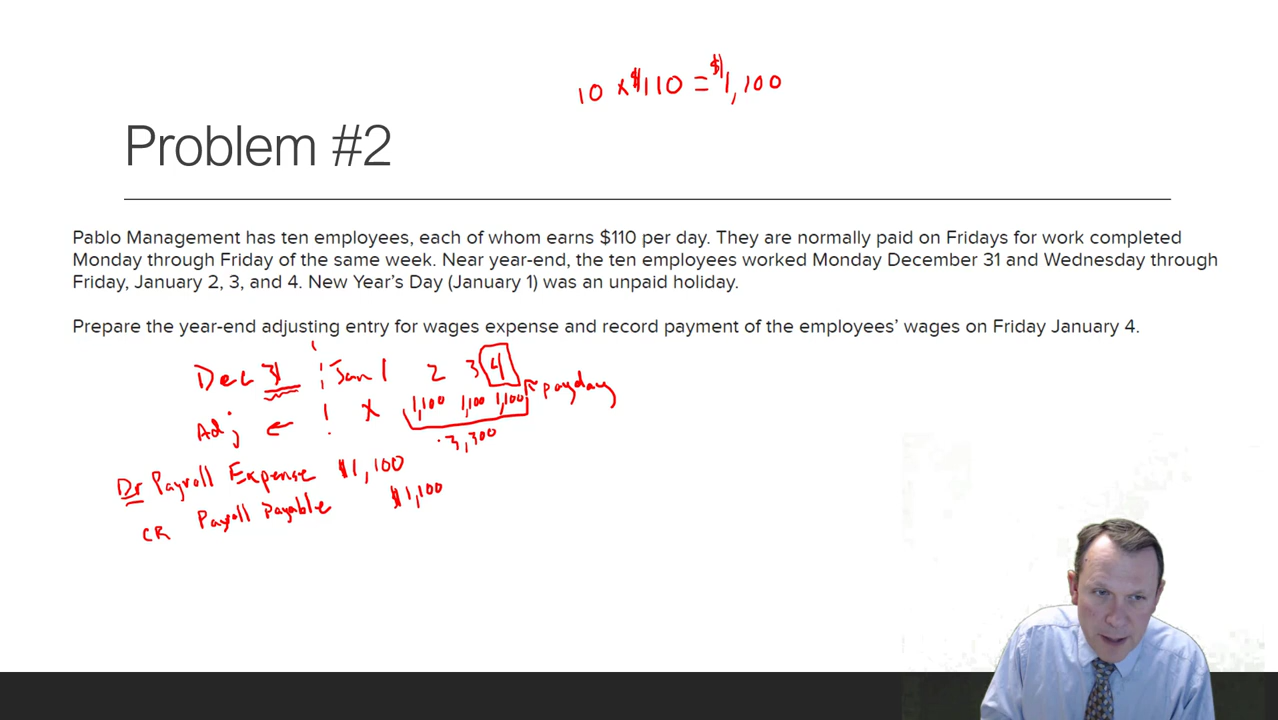 10 x $110 = $1,100
Problem #2
Pablo Management has ten employees, each of whom earns $110 per day. They are normally paid on Fridays for work completed
Monday through Friday of the same week. Near year-end, the ten employees worked Monday December 31 and Wednesday through
Friday, January 2, 3, and 4. New Year's Day (January 1) was an unpaid holiday.
Prepare the year-end adjusting entry for wages expense and record payment of the employees' wages on Friday January 4.
Dec 31 Jan 1 2 3 4
payday
Adj ← x 1,100 1,100 1,100
3,300
Dr Payroll Expense $1,100
CR Payroll Payable $1,100